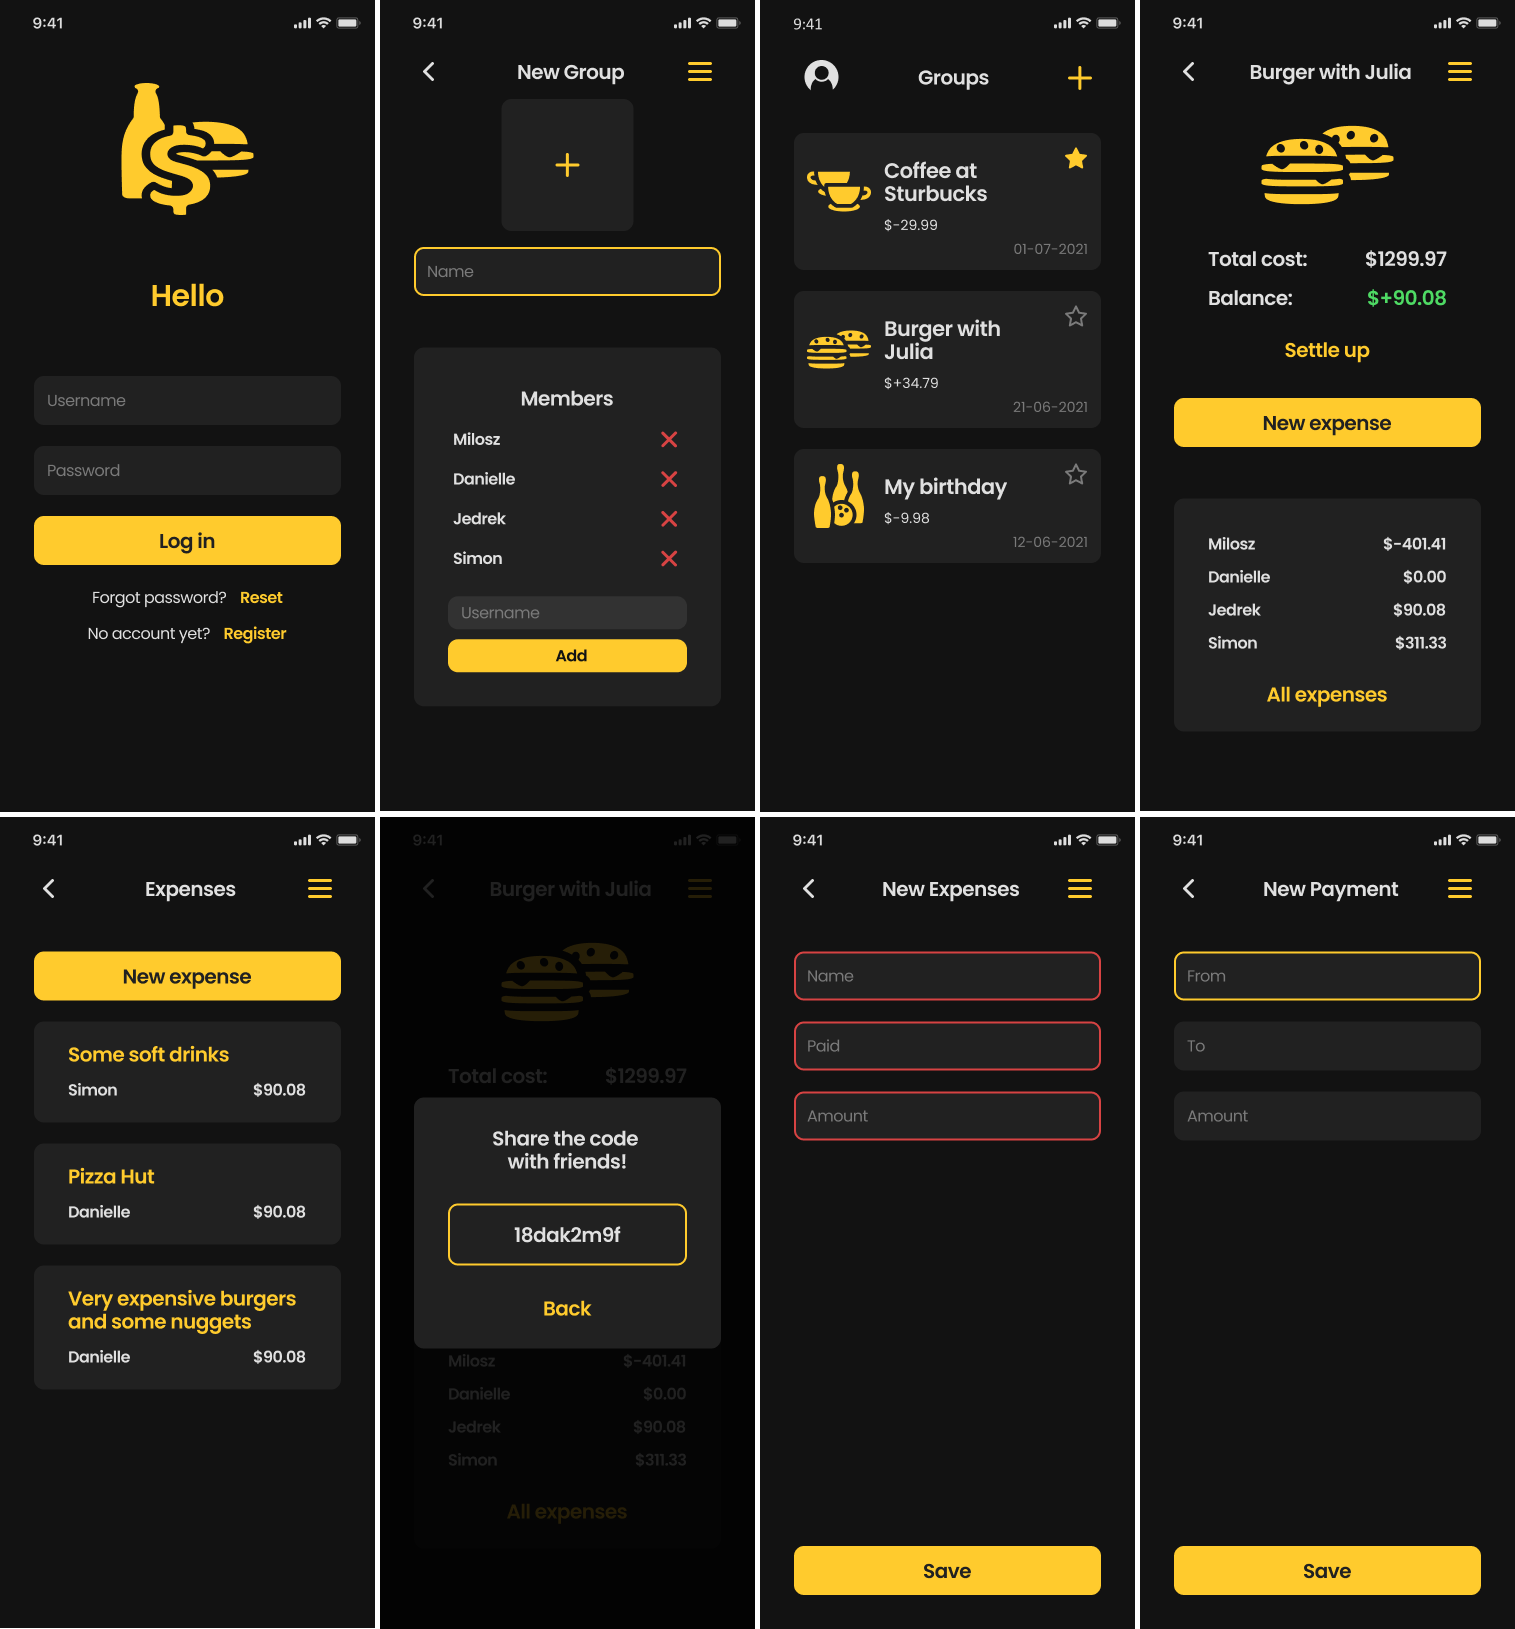 9:41
Hello
Username
Password
Log in
Forgot password? Reset
No account yet? Register
9:41
New Group
Name
Members
Milosz
Danielle
Jedrek
Simon
Username
Add
9:41
Groups
Coffee at
Sturbucks
$-29.99
01-07-2021
Burger with
Julia
$+34.79
21-06-2021
My birthday
$-9.98
12-06-2021
9:41
Burger with Julia
Total cost: $1299.97
Balance: $+90.08
Settle up
New expense
Milosz $-401.41
Danielle $0.00
Jedrek $90.08
Simon $311.33
All expenses
9:41
Expenses
New expense
Some soft drinks
Simon $90.08
Pizza Hut
Danielle $90.08
Very expensive burgers
and some nuggets
Danielle $90.08
9:41
Burger with Julia
Total cost: $1299.97
Share the code
with friends!
18dak2m9f
Back
Milosz $-401.41
Danielle $0.00
Jedrek $90.08
Simon $311.33
All expenses
9:41
New Expenses
Name
Paid
Amount
Save
9:41
New Payment
From
To
Amount
Save